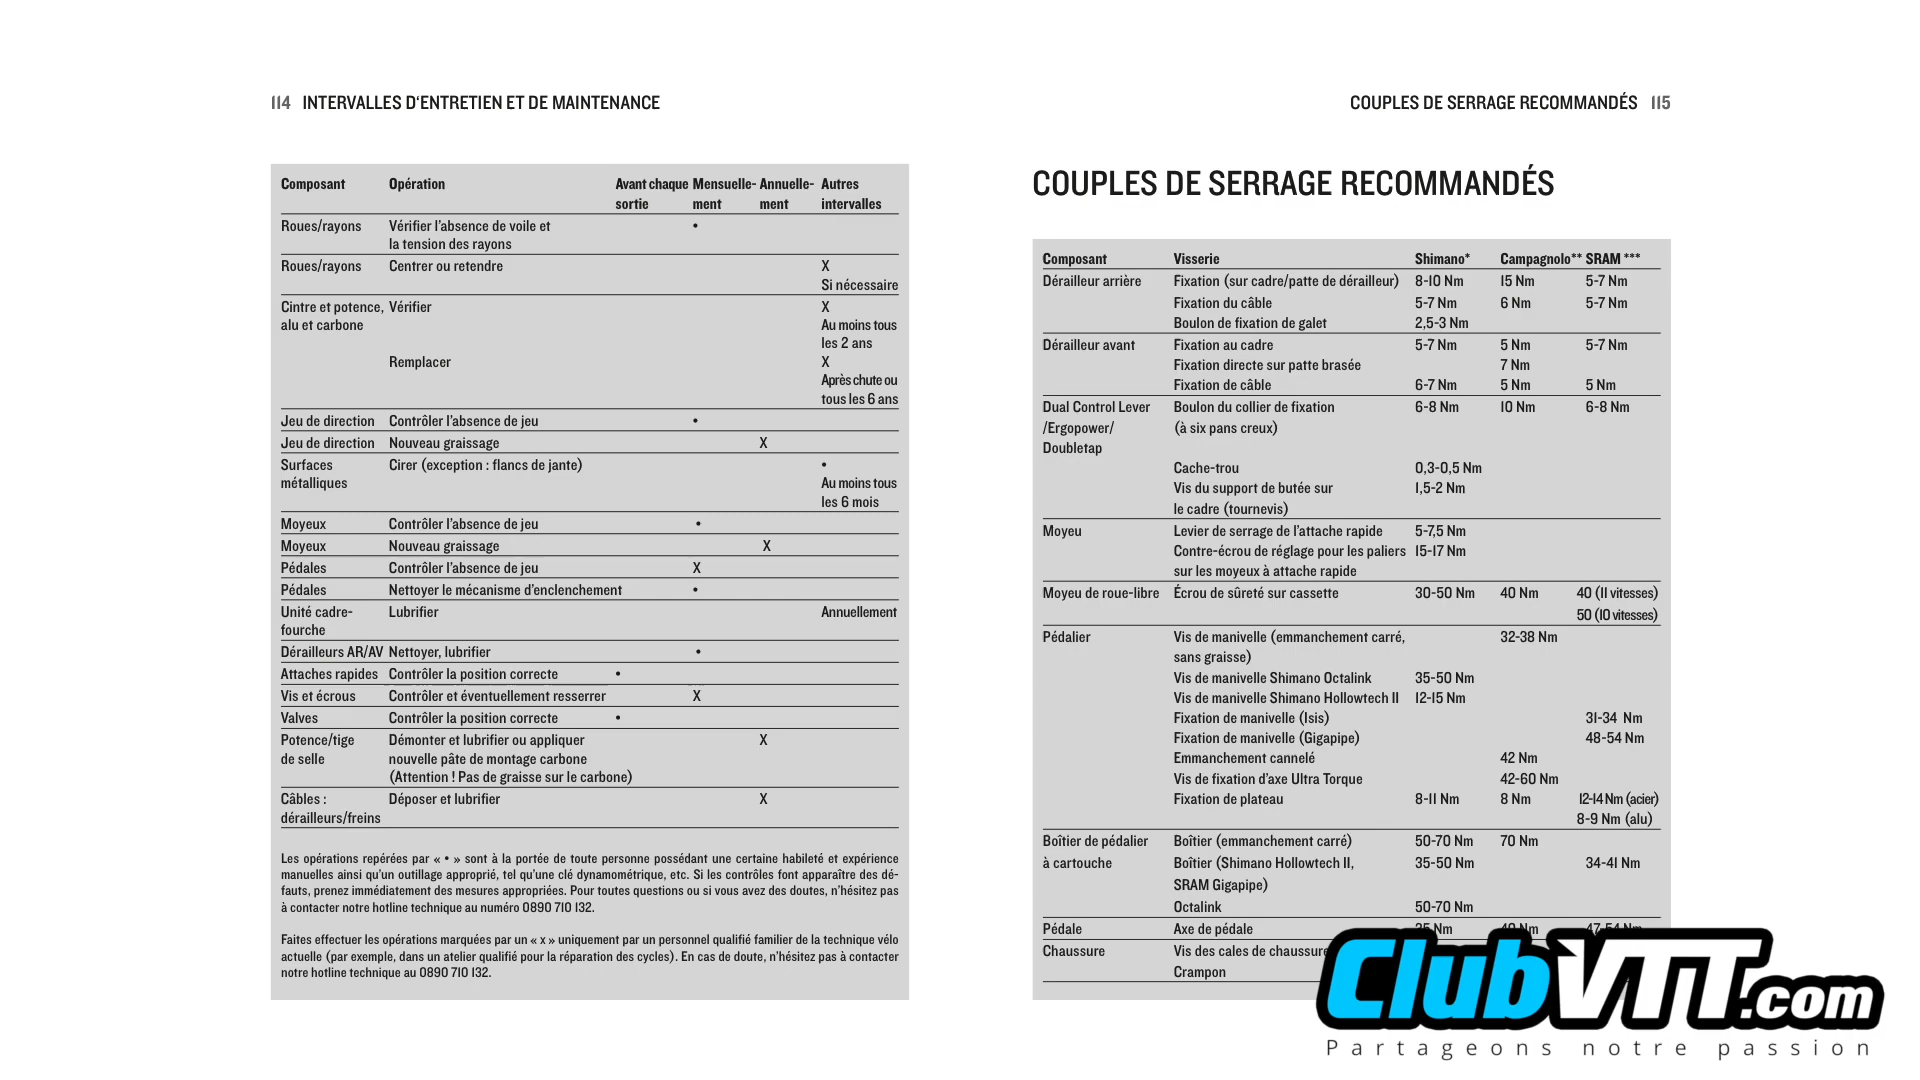 114 INTERVALLES D‘ENTRETIEN ET DE MAINTENANCE
Composant Opération Avant chaque Mensuelle- Annuelle- Autres
sortie ment ment intervalles
Roues/rayons Vérifier l’absence de voile et •
la tension des rayons
Roues/rayons Centrer ou retendre X
Si nécessaire
Cintre et potence, Vérifier X
alu et carbone Au moins tous
les 2 ans
Remplacer X
Après chute ou
tous les 6 ans
Jeu de direction Contrôler l’absence de jeu •
Jeu de direction Nouveau graissage X
Surfaces Cirer (exception : flancs de jante) •
métalliques Au moins tous
les 6 mois
Moyeux Contrôler l’absence de jeu •
Moyeux Nouveau graissage X
Pédales Contrôler l’absence de jeu X
Pédales Nettoyer le mécanisme d’enclenchement •
Unité cadre- Lubrifier Annuellement
fourche
Dérailleurs AR/AV Nettoyer, lubrifier •
Attaches rapides Contrôler la position correcte •
Vis et écrous Contrôler et éventuellement resserrer X
Valves Contrôler la position correcte •
Potence/tige Démonter et lubrifier ou appliquer X
de selle nouvelle pâte de montage carbone
(Attention ! Pas de graisse sur le carbone)
Câbles : Déposer et lubrifier X
dérailleurs/freins
Les opérations repérées par « • » sont à la portée de toute personne possédant une certaine habileté et expérience
manuelles ainsi qu’un outillage approprié, tel qu’une clé dynamométrique, etc. Si les contrôles font apparaître des dé-
fauts, prenez immédiatement des mesures appropriées. Pour toutes questions ou si vous avez des doutes, n’hésitez pas
à contacter notre hotline technique au numéro 0890 710 132.
Faites effectuer les opérations marquées par un « x » uniquement par un personnel qualifié familier de la technique vélo
actuelle (par exemple, dans un atelier qualifié pour la réparation des cycles). En cas de doute, n’hésitez pas à contacter
notre hotline technique au 0890 710 132.
COUPLES DE SERRAGE RECOMMANDÉS 115
COUPLES DE SERRAGE RECOMMANDÉS
Composant Visserie Shimano* Campagnolo** SRAM ***
Dérailleur arrière Fixation (sur cadre/patte de dérailleur) 8-10 Nm 15 Nm 5-7 Nm
Fixation du câble 5-7 Nm 6 Nm 5-7 Nm
Boulon de fixation de galet 2,5-3 Nm
Dérailleur avant Fixation au cadre 5-7 Nm 5 Nm 5-7 Nm
Fixation directe sur patte brasée 7 Nm
Fixation de câble 6-7 Nm 5 Nm 5 Nm
Dual Control Lever Boulon du collier de fixation 6-8 Nm 10 Nm 6-8 Nm
/Ergopower/ (à six pans creux)
Doubletap
Cache-trou 0,3-0,5 Nm
Vis du support de butée sur 1,5-2 Nm
le cadre (tournevis)
Moyeu Levier de serrage de l’attache rapide 5-7,5 Nm
Contre-écrou de réglage pour les paliers 15-17 Nm
sur les moyeux à attache rapide
Moyeu de roue-libre Écrou de sûreté sur cassette 30-50 Nm 40 Nm 40 (11 vitesses)
50 (10 vitesses)
Pédalier Vis de manivelle (emmanchement carré, 32-38 Nm
sans graisse)
Vis de manivelle Shimano Octalink 35-50 Nm
Vis de manivelle Shimano Hollowtech II 12-15 Nm
Fixation de manivelle (Isis) 31-34 Nm
Fixation de manivelle (Gigapipe) 48-54 Nm
Emmanchement cannelé 42 Nm
Vis de fixation d’axe Ultra Torque 42-60 Nm
Fixation de plateau 8-11 Nm 8 Nm 12-14 Nm (acier)
8-9 Nm (alu)
Boîtier de pédalier Boîtier (emmanchement carré) 50-70 Nm 70 Nm
à cartouche Boîtier (Shimano Hollowtech II, 35-50 Nm 34-41 Nm
SRAM Gigapipe)
Octalink 50-70 Nm
Pédale Axe de pédale 35 Nm 40 Nm 47-54 Nm
Chaussure Vis des cales de chaussure
Crampon
ClubVTT.com
Partageons notre passion